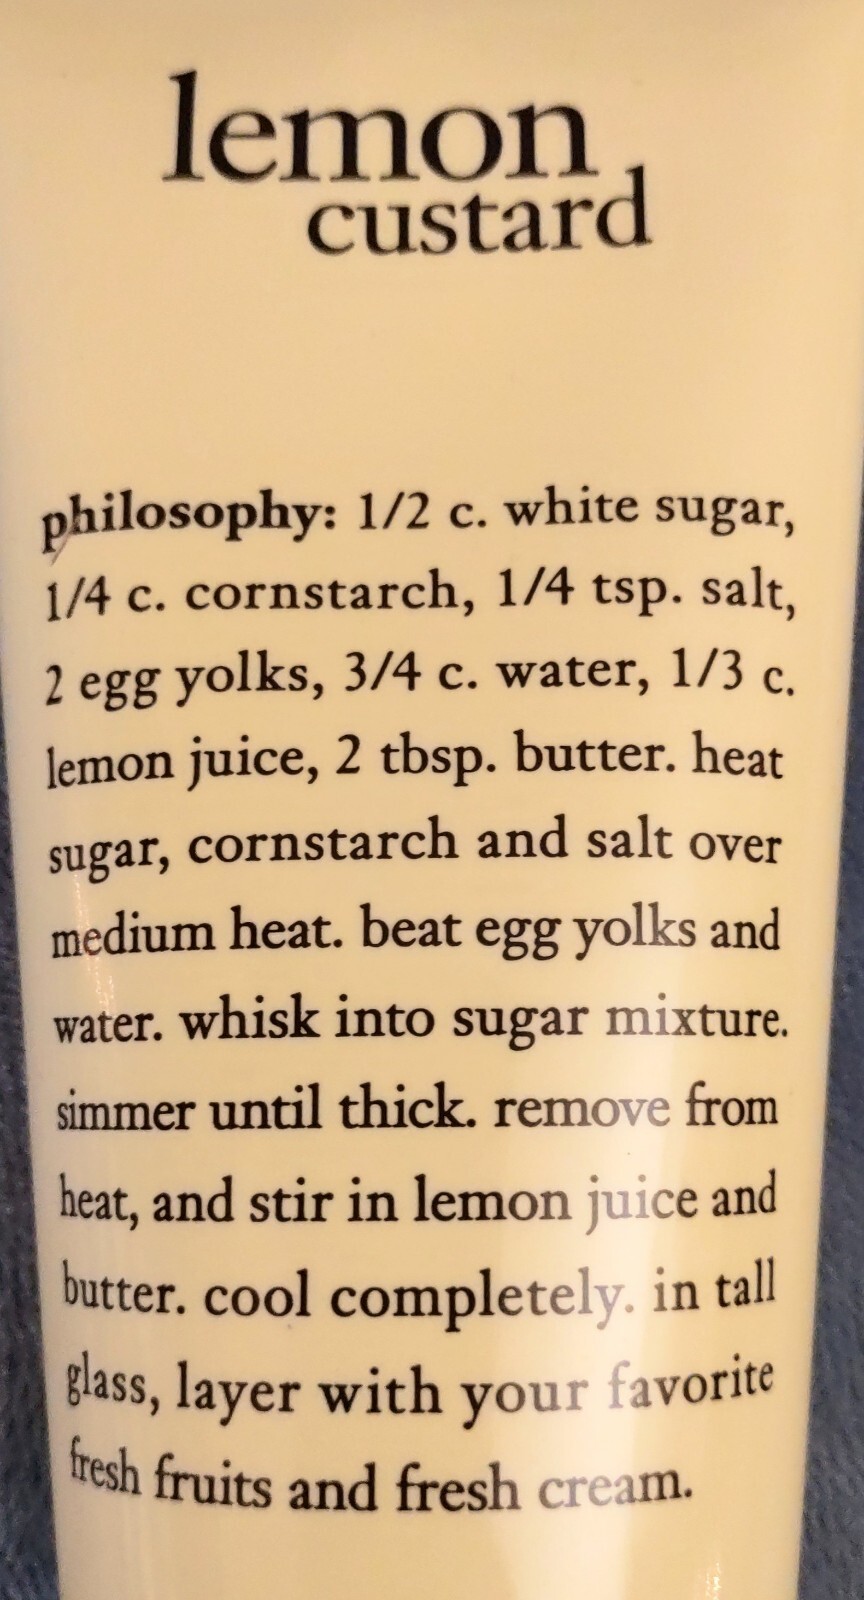 lemon
custard
philosophy: 1/2 c. white sugar,
1/4 c. cornstarch, 1/4 tsp. salt,
2 egg yolks, 3/4 c. water, 1/3 c.
lemon juice, 2 tbsp. butter. heat
sugar, cornstarch and salt over
medium heat. beat egg yolks and
water. whisk into sugar mixture.
simmer until thick. remove from
heat, and stir in lemon juice and
butter. cool completely. in tall
glass, layer with your favorite
fresh fruits and fresh cream.